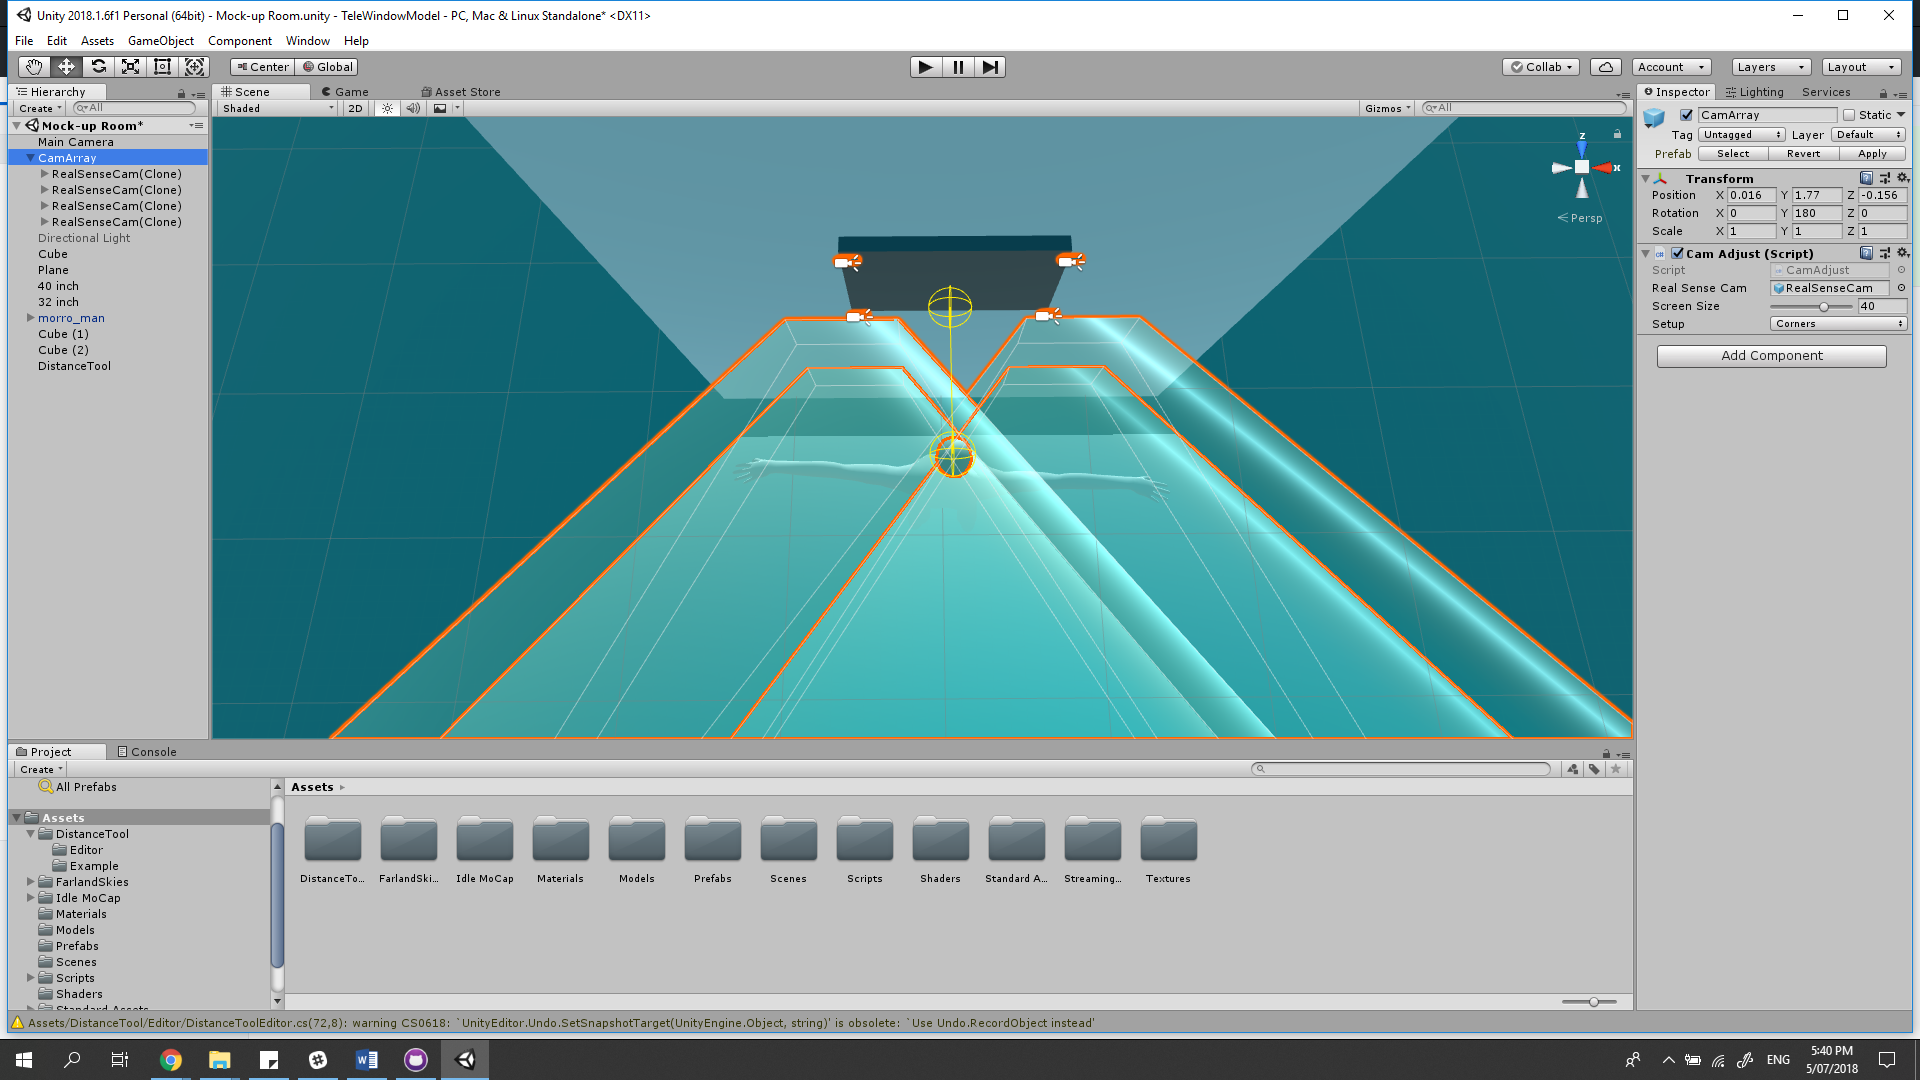 Unity 2018.1.6f1 Personal (64bit) - Mock-up Room.unity - TeleWindowModel - PC, Mac & Linux Standalone* <DX11>
File Edit Assets GameObject Component Window Help
Center Global Collab Account Layers Layout
Hierarchy
Create All
Mock-up Room*
Main Camera
CamArray
RealSenseCam(Clone)
RealSenseCam(Clone)
RealSenseCam(Clone)
RealSenseCam(Clone)
Directional Light
Cube
Plane
40 inch
32 inch
morro_man
Cube (1)
Cube (2)
DistanceTool
Scene Game Asset Store
Shaded 2D Gizmos All
z
x
Persp
Inspector Lighting Services
CamArray Static
Tag Untagged Layer Default
Prefab Select Revert Apply
Transform
Position X 0.016 Y 1.77 Z -0.156
Rotation X 0 Y 180 Z 0
Scale X 1 Y 1 Z 1
Cam Adjust (Script)
Script CamAdjust
Real Sense Cam RealSenseCam
Screen Size 40
Setup Corners
Add Component
Project Console
Create
All Prefabs
Assets
DistanceTool
Editor
Example
FarlandSkies
Idle MoCap
Materials
Models
Prefabs
Scenes
Scripts
Shaders
Standard Assets
Assets
DistanceTo... FarlandSki... Idle MoCap Materials Models Prefabs Scenes Scripts Shaders Standard A... Streaming... Textures
Assets/DistanceTool/Editor/DistanceToolEditor.cs(72,8): warning CS0618: `UnityEditor.Undo.SetSnapshotTarget(UnityEngine.Object, string)' is obsolete: `Use Undo.RecordObject instead'
ENG
5:40 PM
5/07/2018